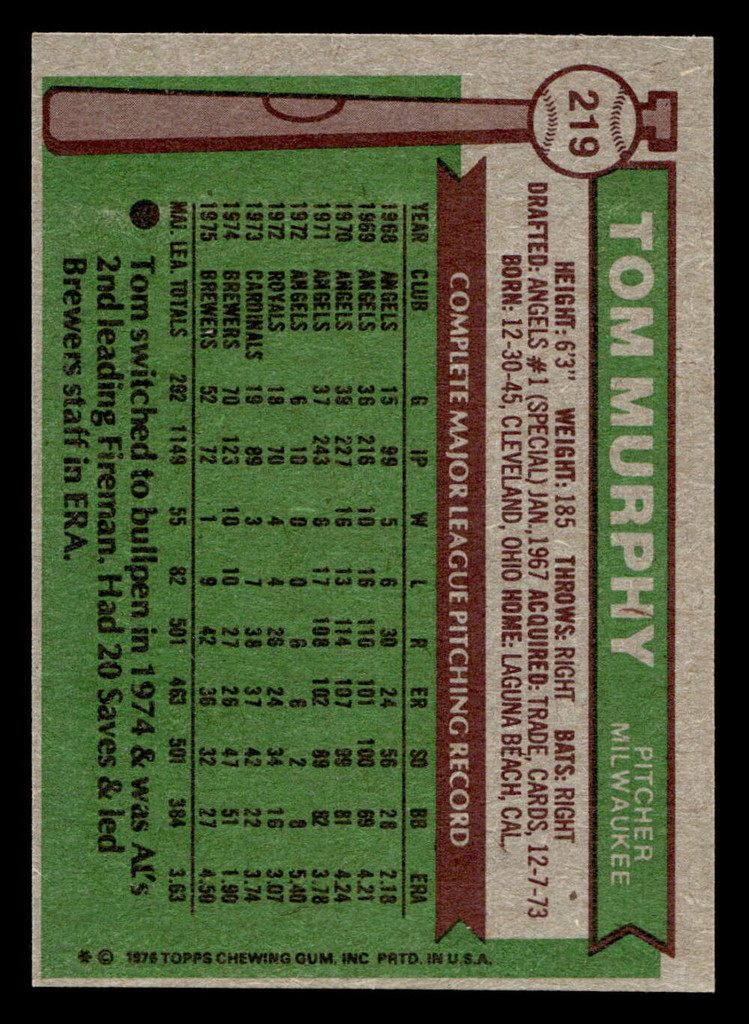 219
TOM MURPHY
PITCHER
MILWAUKEE
HEIGHT: 6'3" WEIGHT: 185 THROWS: RIGHT BATS: RIGHT
DRAFTED: ANGELS #1 (SPECIAL) JAN., 1967 ACQUIRED: TRADE, CARDS, 12-7-73
BORN: 12-30-45, CLEVELAND, OHIO HOME: LAGUNA BEACH, CAL.
COMPLETE MAJOR LEAGUE PITCHING RECORD
YEAR CLUB G IP W L R ER SO BB ERA
1968 ANGELS 15 99 5 6 30 24 56 28 2.18
1969 ANGELS 36 216 10 16 116 101 100 69 4.21
1970 ANGELS 39 227 16 13 114 107 99 81 4.24
1971 ANGELS 37 243 6 17 108 102 89 82 3.78
1972 ANGELS 6 10 0 0 6 6 2 8 5.40
1972 ROYALS 18 70 4 4 28 24 34 16 3.07
1973 CARDINALS 19 89 3 7 38 37 42 22 3.74
1974 BREWERS 70 123 10 10 27 26 47 51 1.90
1975 BREWERS 52 72 1 9 42 36 32 27 4.50
MAJ. LEA. TOTALS 282 1149 55 82 501 463 501 384 3.63
Tom switched to bullpen in 1974 & was AL's
2nd leading Fireman. Had 20 Saves & led
Brewers staff in ERA.
* © 1976 TOPPS CHEWING GUM, INC PRTD. IN U.S.A.